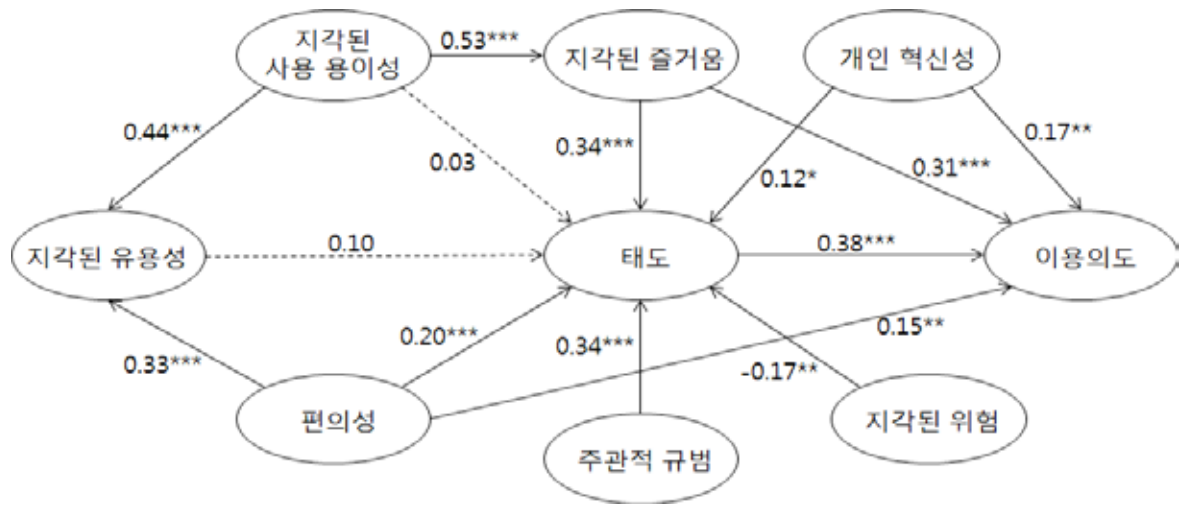 지각된
사용 용이성
0.53***
지각된 즐거움
개인 혁신성
0.44***
0.03
0.34***
0.12*
0.31***
0.17**
지각된 유용성
0.10
태도
0.38***
이용의도
0.33***
0.20***
0.34***
-0.17**
0.15**
편의성
주관적 규범
지각된 위험